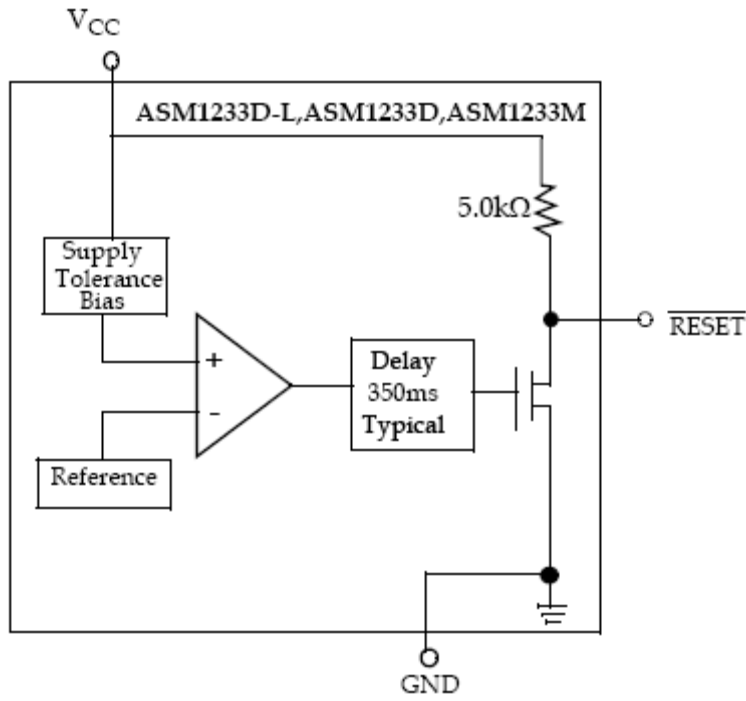 VCC
ASM1233D-L,ASM1233D,ASM1233M
5.0kΩ
Supply
Tolerance
Bias
RESET
+
Delay
350ms
Typical
-
Reference
GND